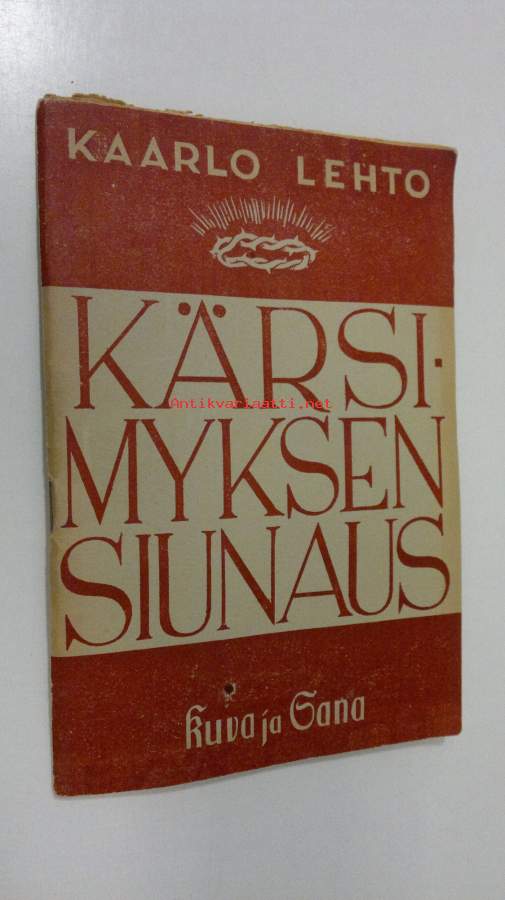 KAARLO LEHTO
KÄRSI-
Antikvariaatti.net
MYKSEN
SIUNAUS
Kuva ja Sana